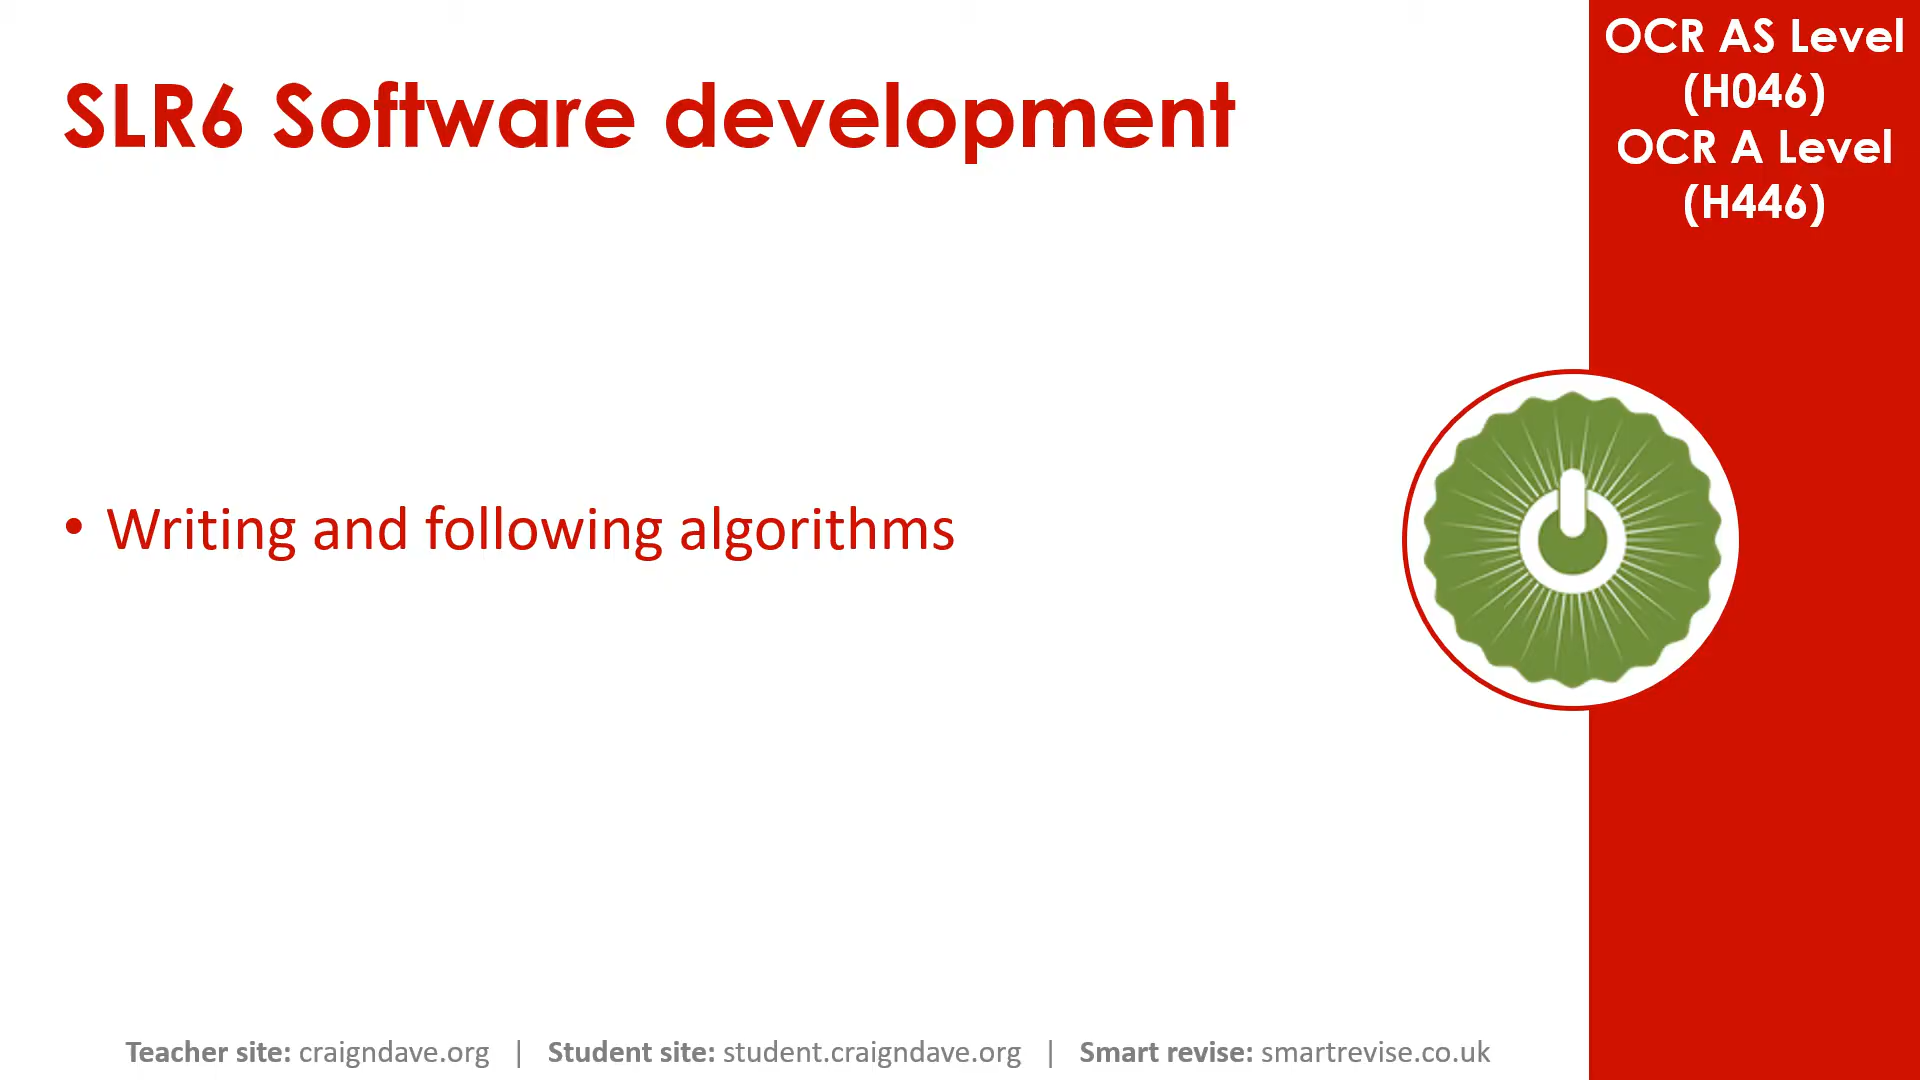 SLR6 Software development
OCR AS Level
(H046)
OCR A Level
(H446)
• Writing and following algorithms
Teacher site: craigndave.org | Student site: student.craigndave.org | Smart revise: smartrevise.co.uk